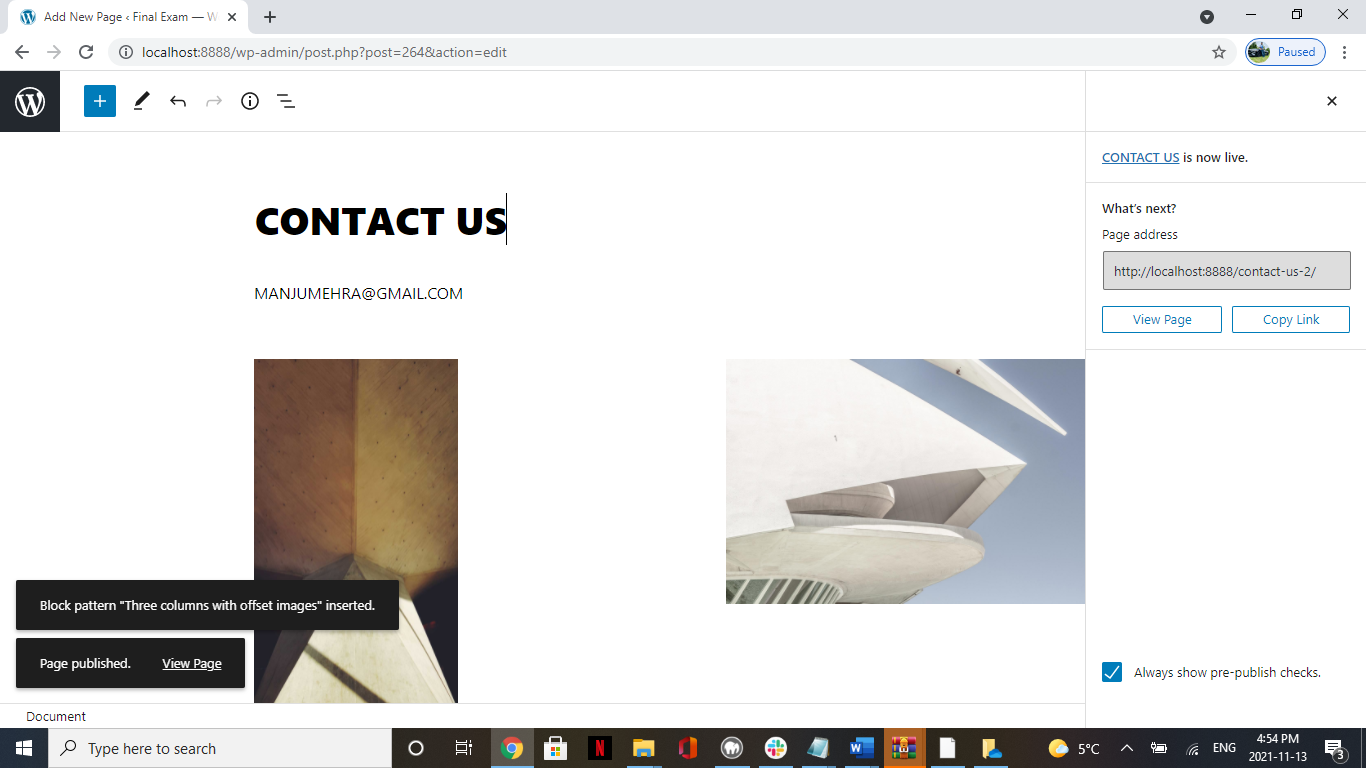 Add New Page ‹ Final Exam — W
localhost:8888/wp-admin/post.php?post=264&action=edit
Paused
CONTACT US is now live.
CONTACT US
What's next?
Page address
http://localhost:8888/contact-us-2/
MANJUMEHRA@GMAIL.COM
View Page
Copy Link
Block pattern "Three columns with offset images" inserted.
Page published. View Page
Always show pre-publish checks.
Document
Type here to search
5°C
ENG
4:54 PM
2021-11-13
3